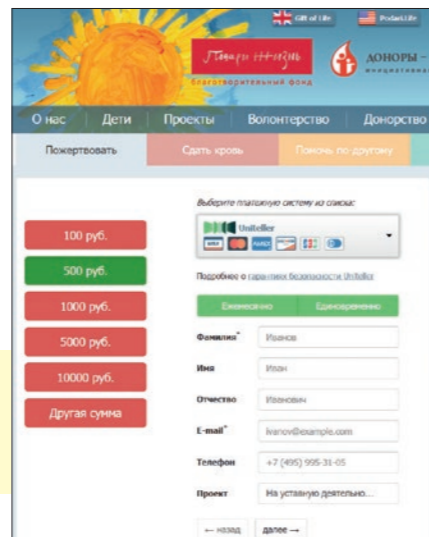 Gift of Life
Podari.Life
Подари жизнь
благотворительный фонд
ДОНОРЫ –
О нас
Дети
Проекты
Волонтерство
Донорство
Пожертвовать
Сдать кровь
Помочь по-другому
Выберите платежную систему из списка:
Uniteller
VISA
100 руб.
500 руб.
Подробнее о гарантиях безопасности Uniteller
1000 руб.
Ежемесячно
Единовременно
5000 руб.
Фамилия*
Иванов
10000 руб.
Имя
Иван
Другая сумма
Отчество
Иванович
E-mail*
ivanov@example.com
Телефон
+7 (495) 995-31-05
Проект
На уставную деятельно...
← назад
далее →